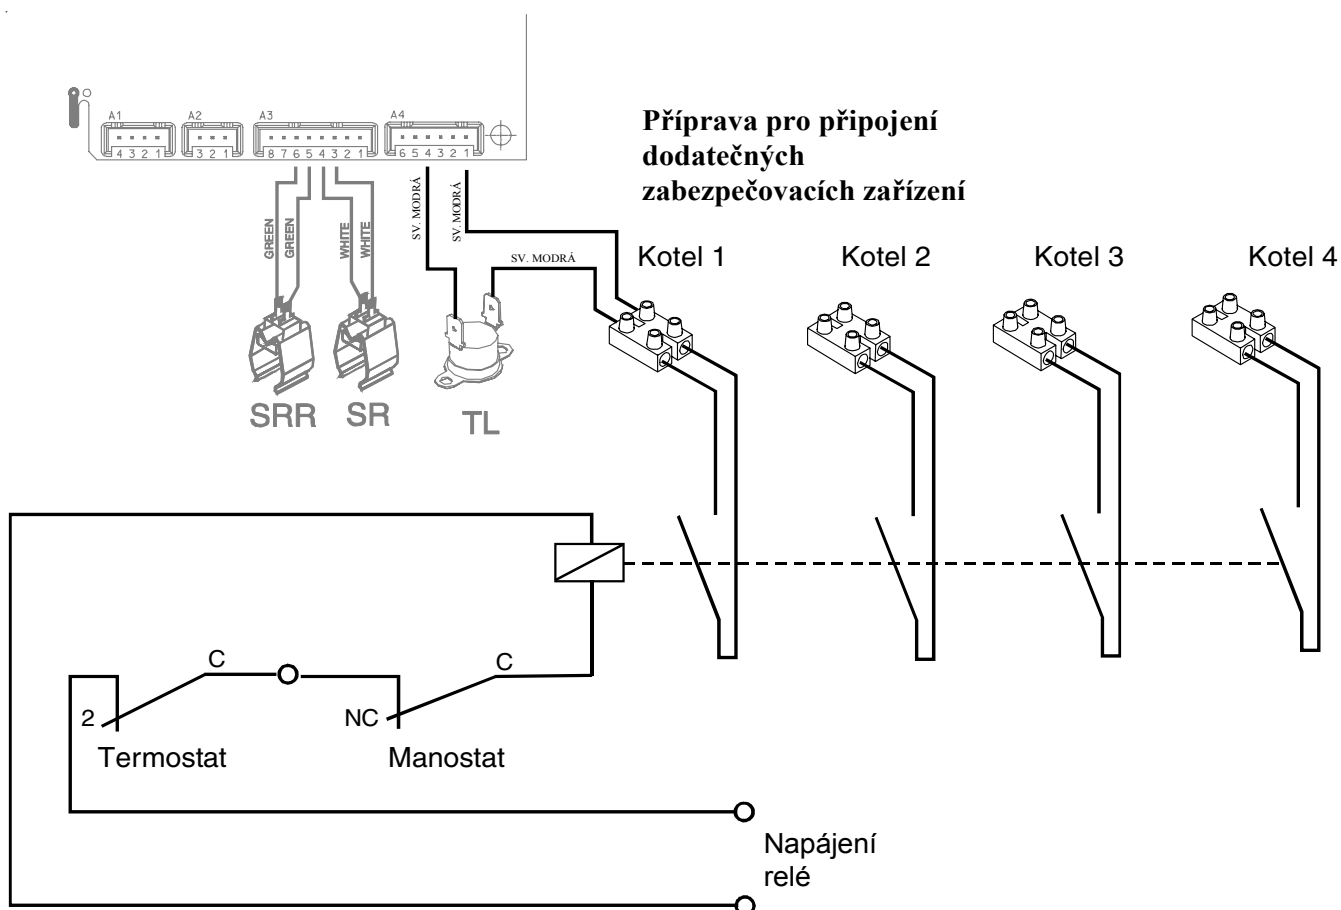 A1 A2 A3 A4
4 3 2 1 3 2 1 8 7 6 5 4 3 2 1 6 5 4 3 2 1
Příprava pro připojení
dodatečných
zabezpečovacích zařízení
GREEN
GREEN
WHITE
WHITE
SV. MODRÁ
SV. MODRÁ
SV. MODRÁ
Kotel 1 Kotel 2 Kotel 3 Kotel 4
SRR SR TL
C C
2 NC
Termostat Manostat
Napájení
relé